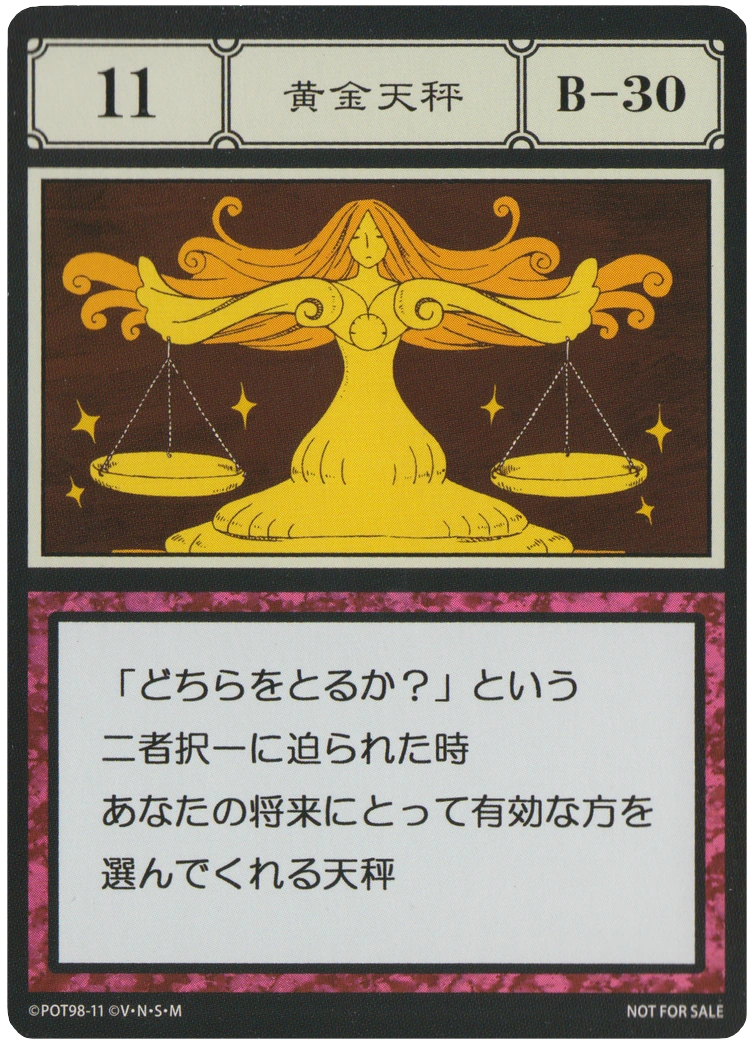 11
黄金天秤
B-30
「どちらをとるか?」という
二者択一に迫られた時
あなたの将来にとって有効な方を
選んでくれる天秤
©POT98-11 ©V・N・S・M
NOT FOR SALE